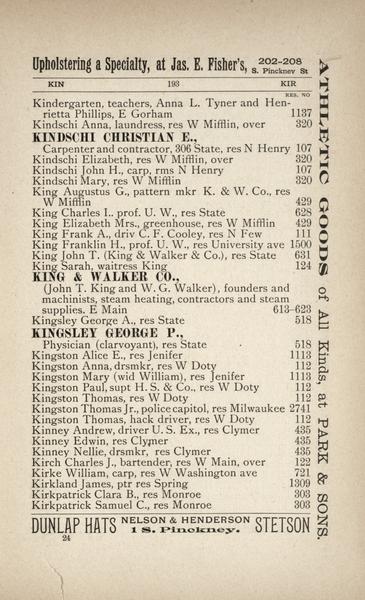 Upholstering a Specialty, at Jas. E. Fisher's, 202-208 S. Pinckney St
KIN 193 KIR
RES. NO
Kindergarten, teachers, Anna L. Tyner and Hen-
rietta Phillips, E Gorham 1137
Kindschi Anna, laundress, res W Mifflin, over 320
KINDSCHI CHRISTIAN E.,
Carpenter and contractor, 306 State, res N Henry 107
Kindschi Elizabeth, res W Mifflin, over 320
Kindschi John H., carp, rms N Henry 107
Kindschi Mary, res W Mifflin 320
King Augustus G., pattern mkr K. & W. Co., res
W Mifflin 429
King Charles I., prof. U. W., res State 628
King Elizabeth Mrs., greenhouse, res W Mifflin 429
King Frank A., driv C. F. Cooley, res N Few 111
King Franklin H., prof. U. W., res University ave 1500
King John T. (King & Walker & Co.), res State 631
King Sarah, waitress King 124
KING & WALKER CO.,
(John T. King and W. G. Walker), founders and
machinists, steam heating, contractors and steam
supplies. E Main 613-623
Kingsley George A., res State 518
KINGSLEY GEORGE P.,
Physician (clarvoyant), res State 518
Kingston Alice E., res Jenifer 1113
Kingston Anna, drsmkr, res W Doty 112
Kingston Mary (wid William), res Jenifer 1113
Kingston Paul, supt H. S. & Co., res W Doty 112
Kingston Thomas, res W Doty 112
Kingston Thomas Jr., police capitol, res Milwaukee 2741
Kingston Thomas, hack driver, res W Doty 112
Kinney Andrew, driver U. S. Ex., res Clymer 435
Kinney Edwin, res Clymer 435
Kinney Nellie, drsmkr, res Clymer 435
Kirch Charles J., bartender, res W Main, over 122
Kirke William, carp, res W Washington ave 721
Kirkland James, ptr res Spring 1309
Kirkpatrick Clara B., res Monroe 303
Kirkpatrick Samuel C., res Monroe 303
DUNLAP HATS NELSON & HENDERSON 1 S. Pinckney. STETSON
24
ATHLETIC GOODS of All Kinds, at PARK & SONS.